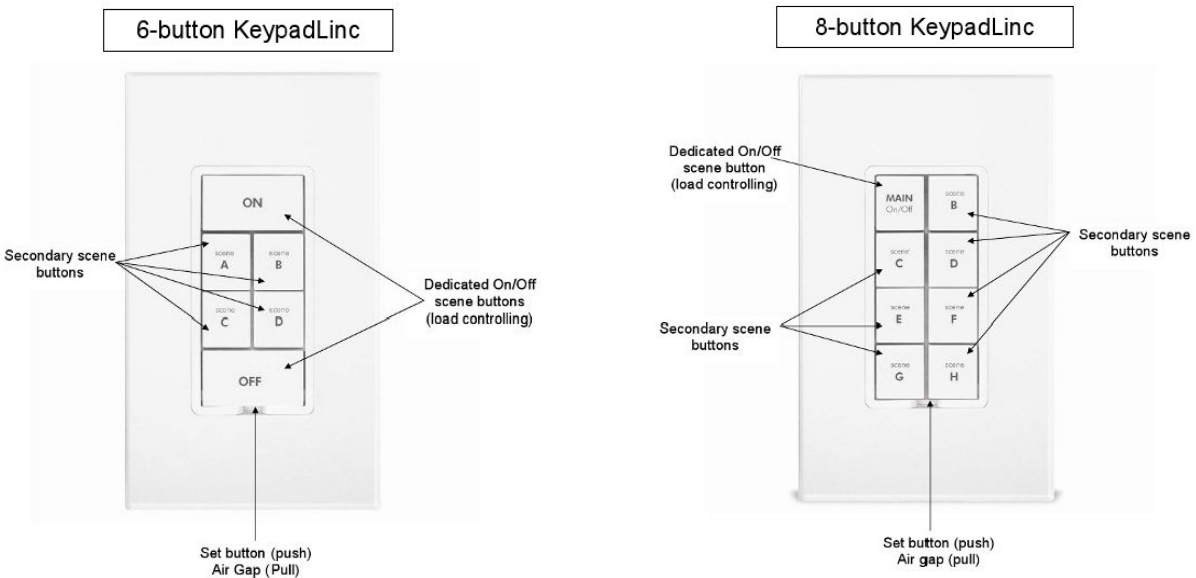 6-button KeypadLinc
8-button KeypadLinc
ON
scene
A
scene
B
scene
C
scene
D
OFF
Secondary scene
buttons
Dedicated On/Off
scene buttons
(load controlling)
Set button (push)
Air Gap (Pull)
Dedicated On/Off
scene button
(load controlling)
MAIN
On/Off
scene
B
scene
C
scene
D
scene
E
scene
F
scene
G
scene
H
Secondary scene
buttons
Secondary scene
buttons
Set button (push)
Air gap (pull)